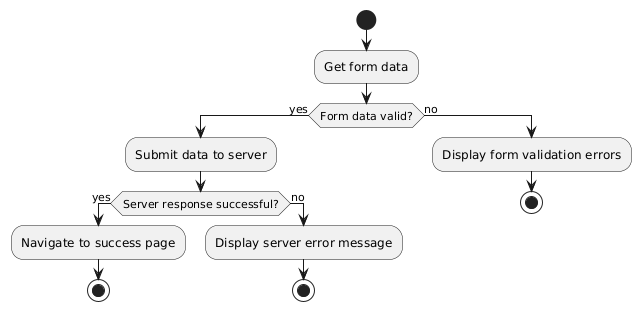 Get form data
yes
Form data valid?
no
Submit data to server
Display form validation errors
yes
Server response successful?
no
Navigate to success page
Display server error message